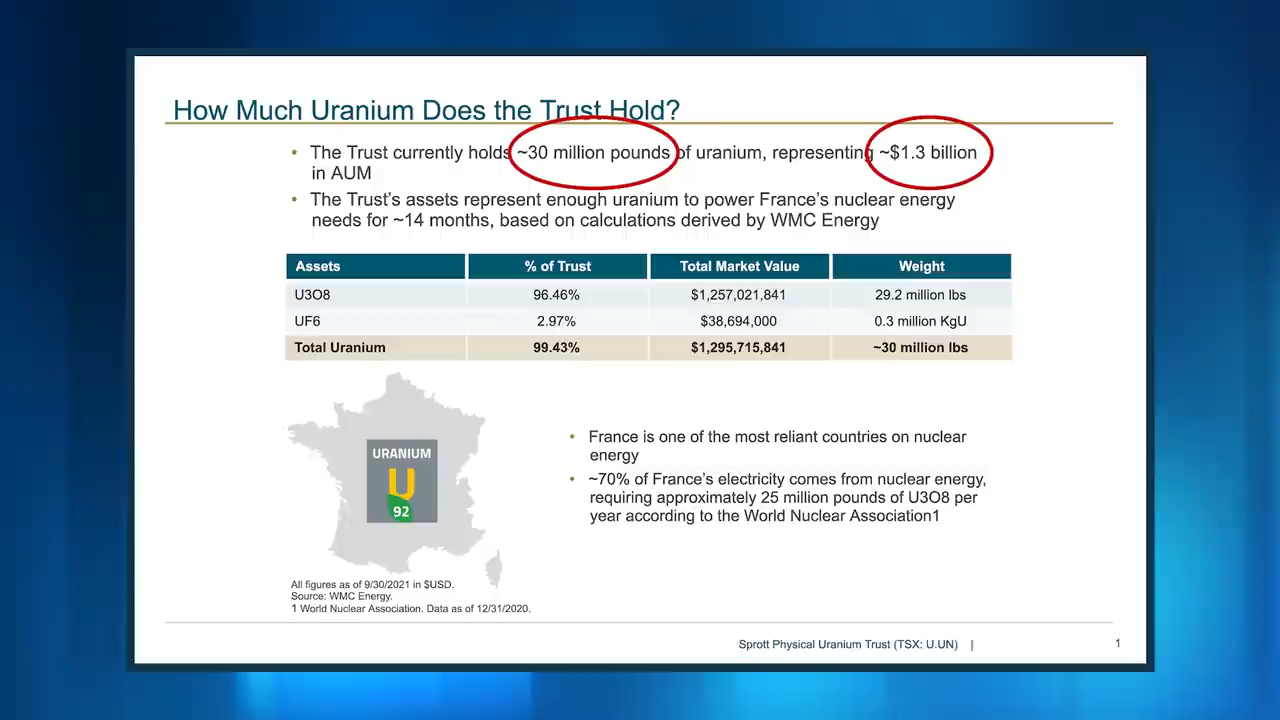 How Much Uranium Does the Trust Hold?
• The Trust currently holds ~30 million pounds of uranium, representing ~$1.3 billion
in AUM
• The Trust’s assets represent enough uranium to power France’s nuclear energy
needs for ~14 months, based on calculations derived by WMC Energy
Assets % of Trust Total Market Value Weight
U3O8 96.46% $1,257,021,841 29.2 million lbs
UF6 2.97% $38,694,000 0.3 million KgU
Total Uranium 99.43% $1,295,715,841 ~30 million lbs
URANIUM
U
92
• France is one of the most reliant countries on nuclear
energy
• ~70% of France’s electricity comes from nuclear energy,
requiring approximately 25 million pounds of U3O8 per
year according to the World Nuclear Association1
All figures as of 9/30/2021 in $USD.
Source: WMC Energy.
1 World Nuclear Association. Data as of 12/31/2020.
Sprott Physical Uranium Trust (TSX: U.UN) | 1